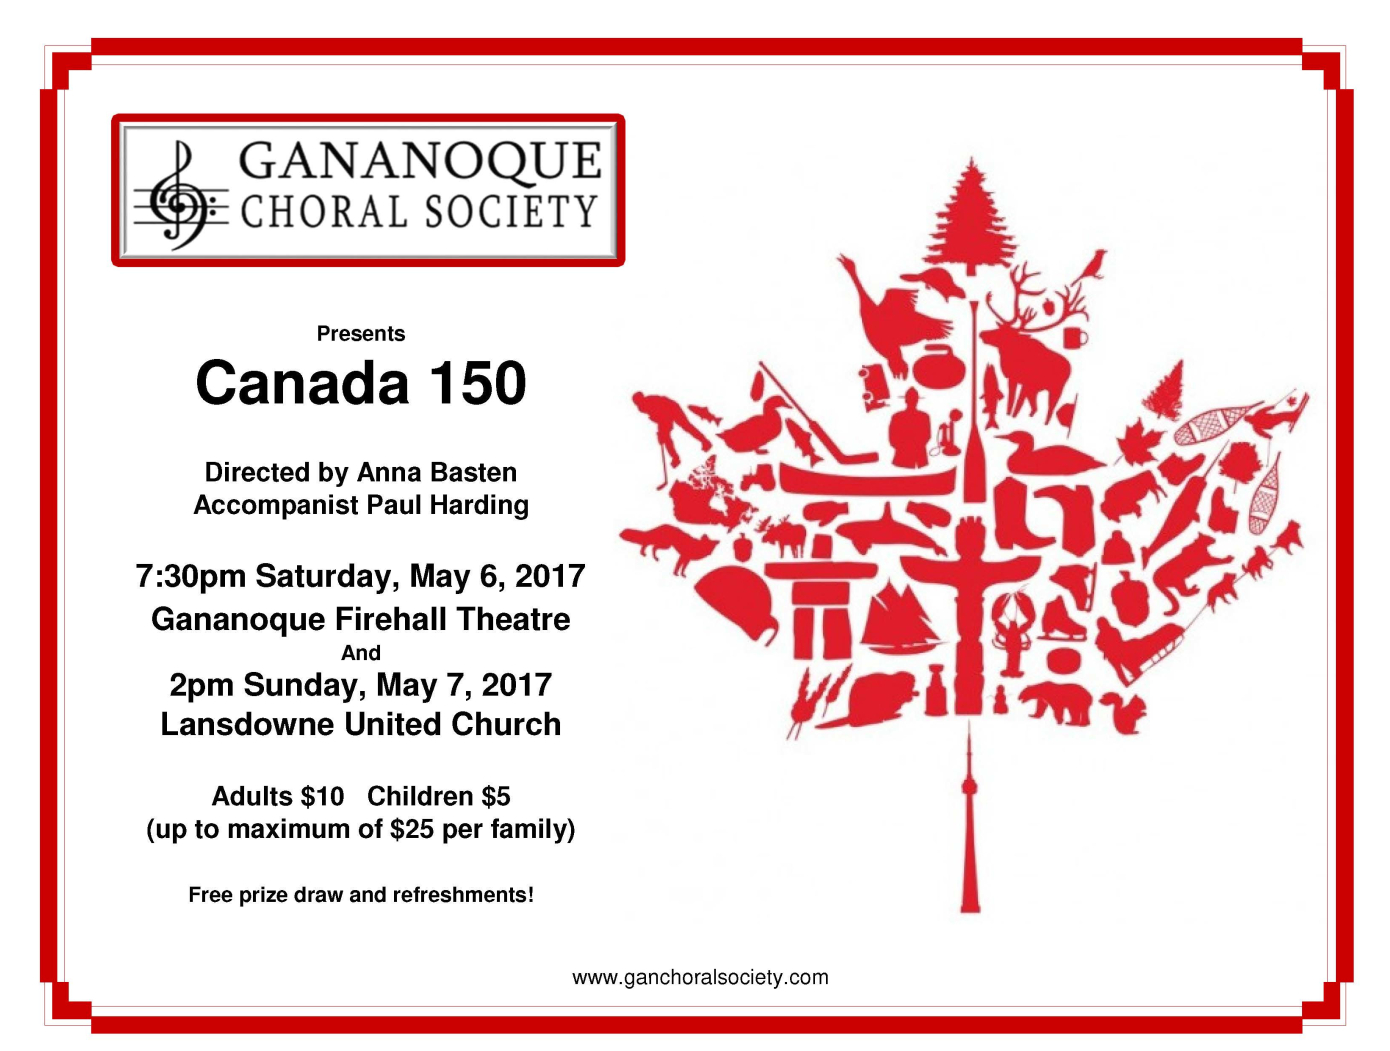 GANANOQUE
CHORAL SOCIETY
Presents
Canada 150
Directed by Anna Basten
Accompanist Paul Harding
7:30pm Saturday, May 6, 2017
Gananoque Firehall Theatre
And
2pm Sunday, May 7, 2017
Lansdowne United Church
Adults $10   Children $5
(up to maximum of $25 per family)
Free prize draw and refreshments!
www.ganchoralsociety.com